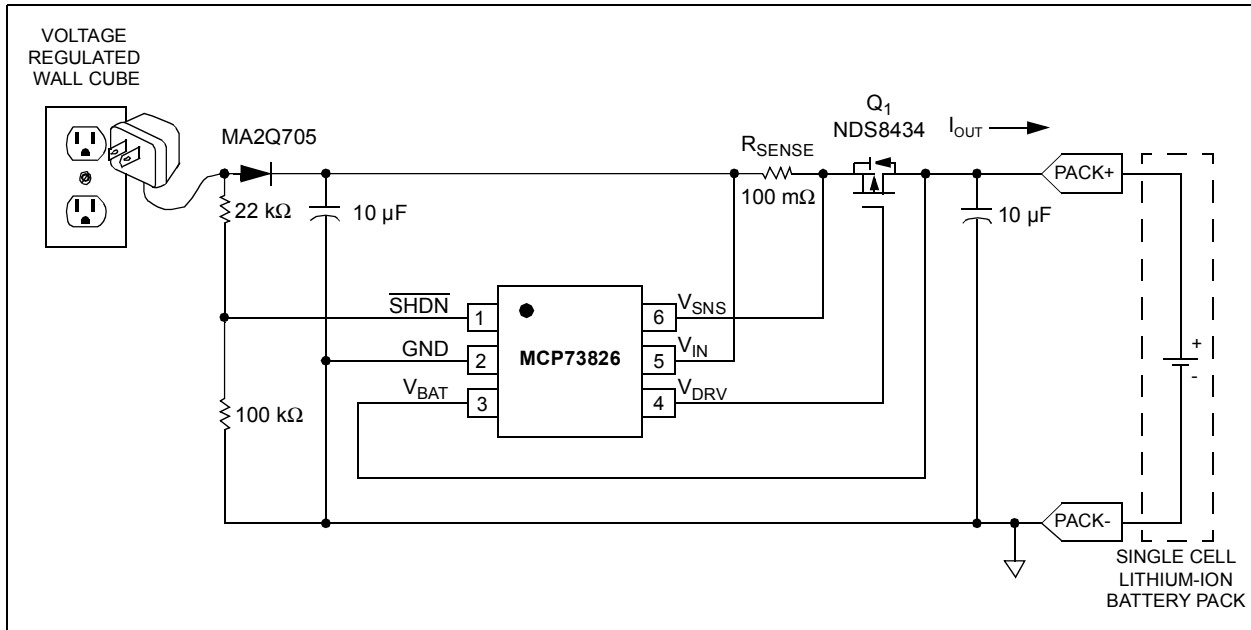 VOLTAGE
REGULATED
WALL CUBE
MA2Q705
22 kΩ
10 µF
100 kΩ
R_SENSE
100 mΩ
Q_1
NDS8434
I_OUT
PACK+
10 µF
S̅H̅D̅N̅
1
GND
2
V_BAT
3
MCP73826
6
V_SNS
5
V_IN
4
V_DRV
+
-
PACK-
SINGLE CELL
LITHIUM-ION
BATTERY PACK